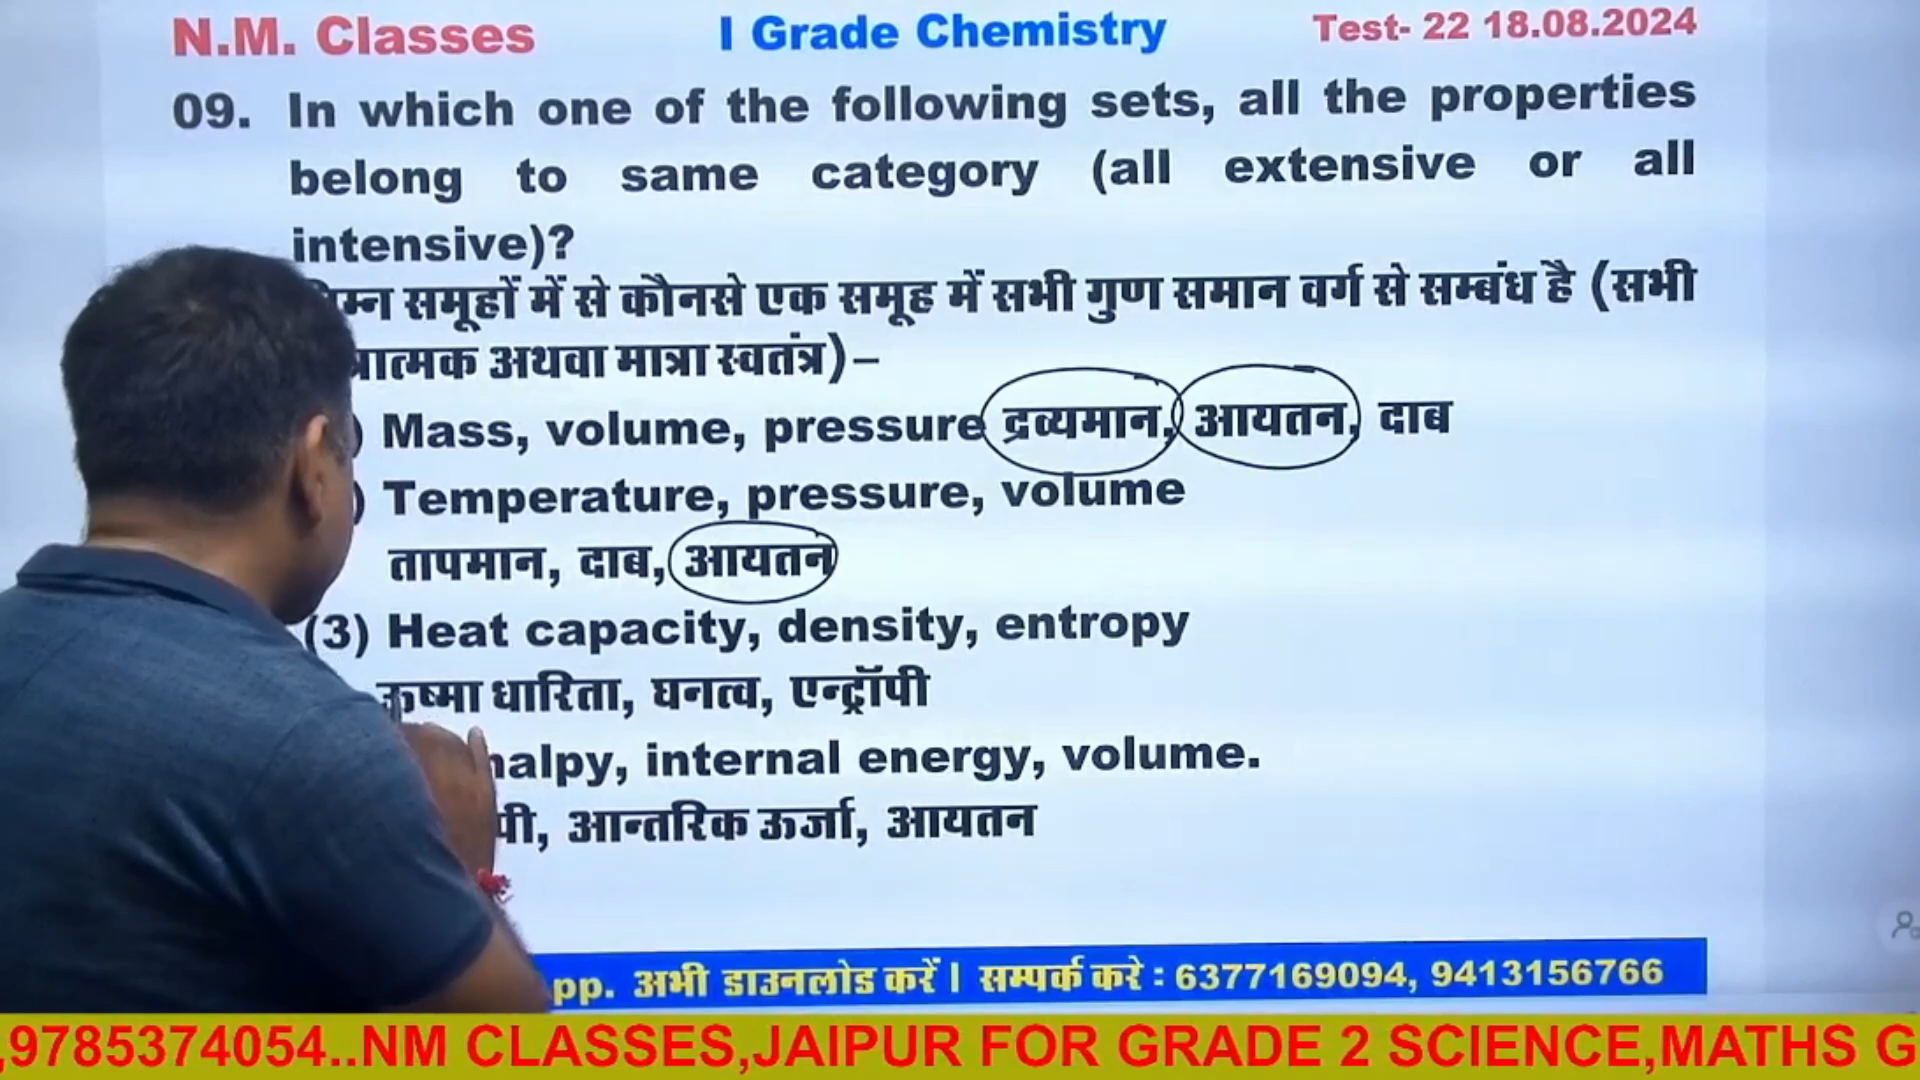 N.M. Classes I Grade Chemistry Test- 22 18.08.2024
09. In which one of the following sets, all the properties
belong to same category (all extensive or all
intensive)?
समूहों में से कौनसे एक समूह में सभी गुण समान वर्ग से सम्बंध है (सभी
अथवा मात्रा स्वतंत्र)–
) Mass, volume, pressure द्रव्यमान, आयतन, दाब
) Temperature, pressure, volume
तापमान, दाब, आयतन
(3) Heat capacity, density, entropy
ऊष्मा धारिता, घनत्व, एन्ट्रॉपी
internal energy, volume.
आन्तरिक ऊर्जा, आयतन
pp. अभी डाउनलोड करें। सम्पर्क करे : 6377169094, 9413156766
,9785374054..NM CLASSES,JAIPUR FOR GRADE 2 SCIENCE,MATHS G